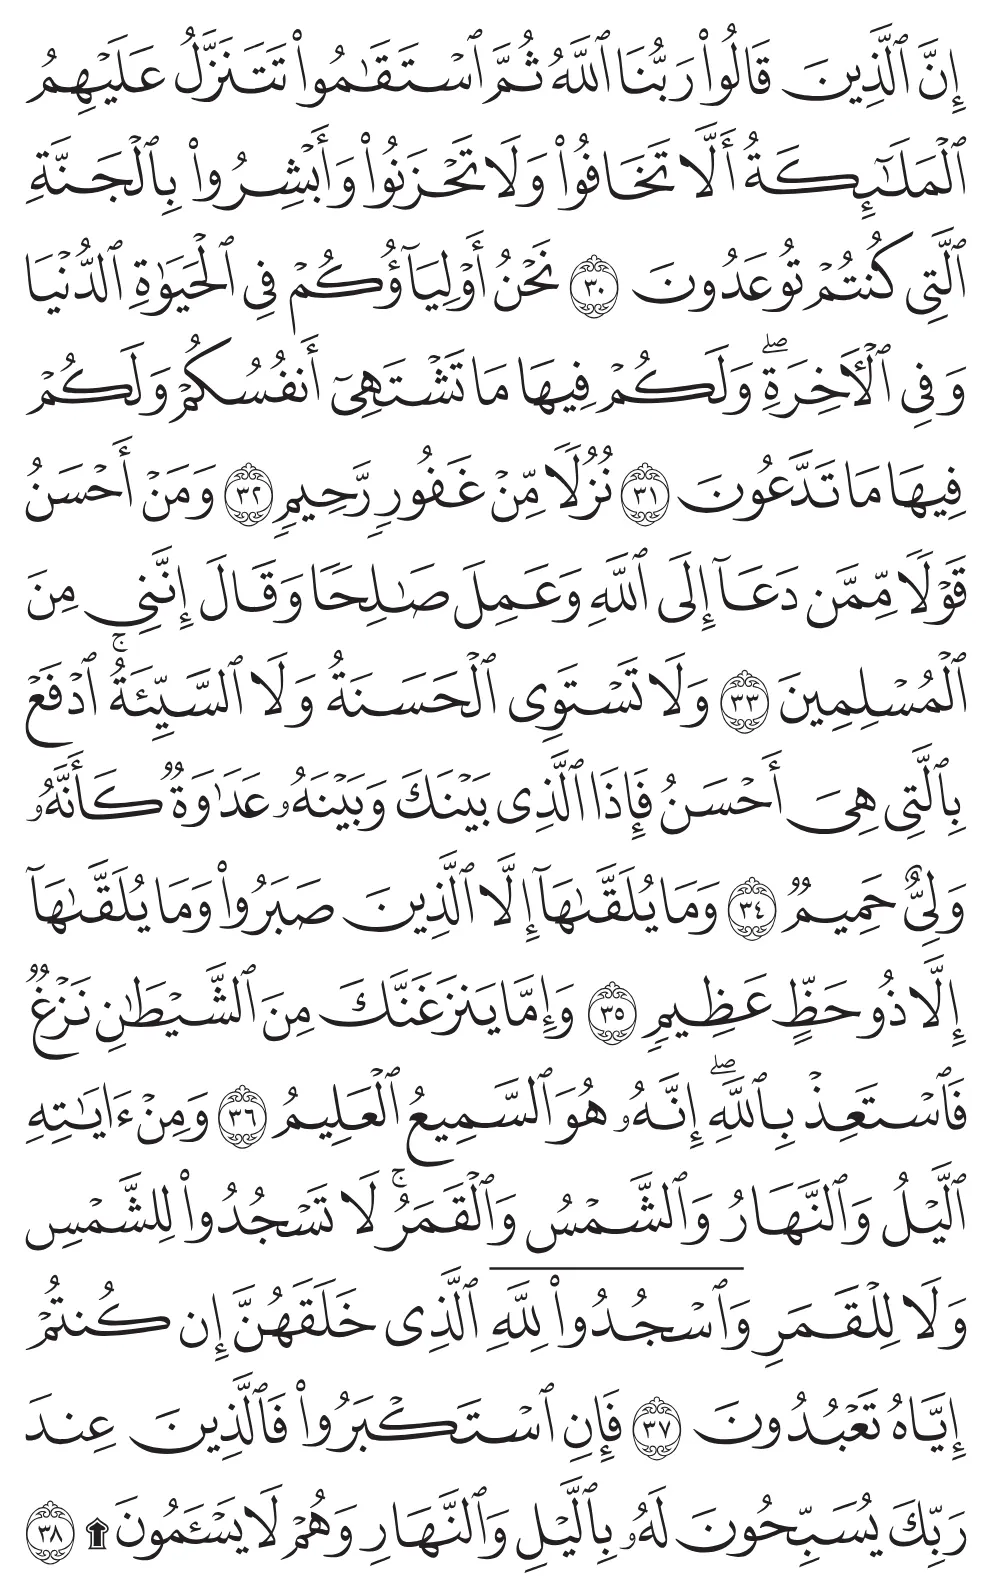 إِنَّ ٱلَّذِينَ قَالُوا۟ رَبُّنَا ٱللَّهُ ثُمَّ ٱسْتَقَـٰمُوا۟ تَتَنَزَّلُ عَلَيْهِمُ
ٱلْمَلَـٰٓئِكَةُ أَلَّا تَخَافُوا۟ وَلَا تَحْزَنُوا۟ وَأَبْشِرُوا۟ بِٱلْجَنَّةِ
ٱلَّتِى كُنتُمْ تُوعَدُونَ ٣٠ نَحْنُ أَوْلِيَآؤُكُمْ فِى ٱلْحَيَوٰةِ ٱلدُّنْيَا
وَفِى ٱلْـَٔاخِرَةِ ۖ وَلَكُمْ فِيهَا مَا تَشْتَهِىٓ أَنفُسُكُمْ وَلَكُمْ
فِيهَا مَا تَدَّعُونَ ٣١ نُزُلًا مِّنْ غَفُورٍ رَّحِيمٍ ٣٢ وَمَنْ أَحْسَنُ
قَوْلًا مِّمَّن دَعَآ إِلَى ٱللَّهِ وَعَمِلَ صَـٰلِحًا وَقَالَ إِنَّنِى مِنَ
ٱلْمُسْلِمِينَ ٣٣ وَلَا تَسْتَوِى ٱلْحَسَنَةُ وَلَا ٱلسَّيِّئَةُ ۚ ٱدْفَعْ
بِٱلَّتِى هِىَ أَحْسَنُ فَإِذَا ٱلَّذِى بَيْنَكَ وَبَيْنَهُۥ عَدَٰوَةٌ كَأَنَّهُۥ
وَلِىٌّ حَمِيمٌ ٣٤ وَمَا يُلَقَّىٰهَآ إِلَّا ٱلَّذِينَ صَبَرُوا۟ وَمَا يُلَقَّىٰهَآ
إِلَّا ذُو حَظٍّ عَظِيمٍ ٣٥ وَإِمَّا يَنزَغَنَّكَ مِنَ ٱلشَّيْطَـٰنِ نَزْغٌ
فَٱسْتَعِذْ بِٱللَّهِ ۖ إِنَّهُۥ هُوَ ٱلسَّمِيعُ ٱلْعَلِيمُ ٣٦ وَمِنْ ءَايَـٰتِهِ
ٱلَّيْلُ وَٱلنَّهَارُ وَٱلشَّمْسُ وَٱلْقَمَرُ ۚ لَا تَسْجُدُوا۟ لِلشَّمْسِ
وَلَا لِلْقَمَرِ وَٱسْجُدُوا۟ لِلَّهِ ٱلَّذِى خَلَقَهُنَّ إِن كُنتُمْ
إِيَّاهُ تَعْبُدُونَ ٣٧ فَإِنِ ٱسْتَكْبَرُوا۟ فَٱلَّذِينَ عِندَ
رَبِّكَ يُسَبِّحُونَ لَهُۥ بِٱلَّيْلِ وَٱلنَّهَارِ وَهُمْ لَا يَسْـَٔمُونَ ۩ ٣٨